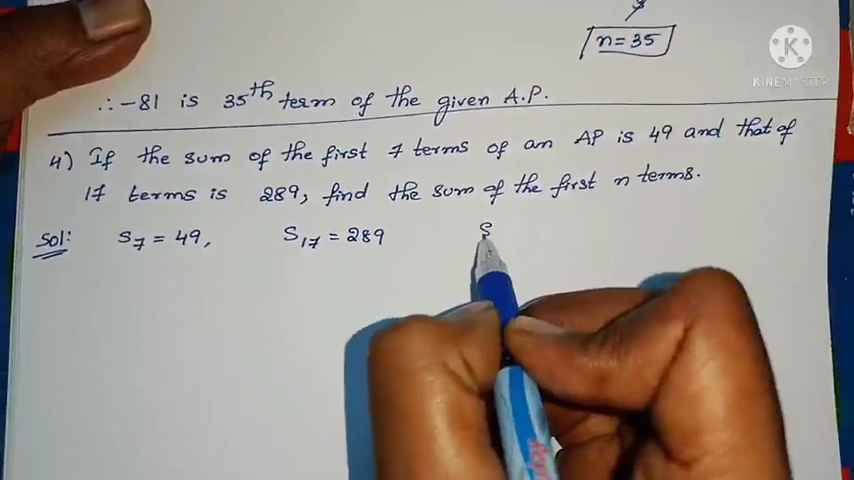 n=35
K
KINEMASTER
∴ -81 is 35th term of the given A.P.
4) If the sum of the first 7 terms of an AP is 49 and that of
17 terms is 289, find the sum of the first n terms.
Sol: S7 = 49, S17 = 289 S